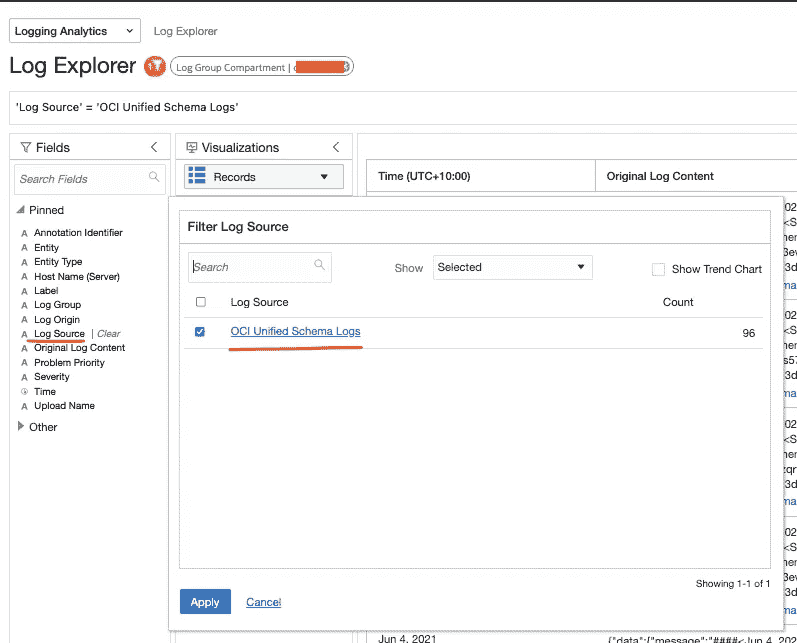 Logging Analytics Log Explorer
Log Explorer Log Group Compartment |
'Log Source' = 'OCI Unified Schema Logs'
Fields
Search Fields
Pinned
Annotation Identifier
Entity
Entity Type
Host Name (Server)
Label
Log Group
Log Origin
Log Source | Clear
Original Log Content
Problem Priority
Severity
Time
Upload Name
Other
Visualizations
Records
Time (UTC+10:00) Original Log Content
Filter Log Source
Search Show Selected Show Trend Chart
Log Source Count
OCI Unified Schema Logs 96
Showing 1-1 of 1
Apply Cancel
Jun 4, 2021 {"data":{"message":"####<Jun 4, 202